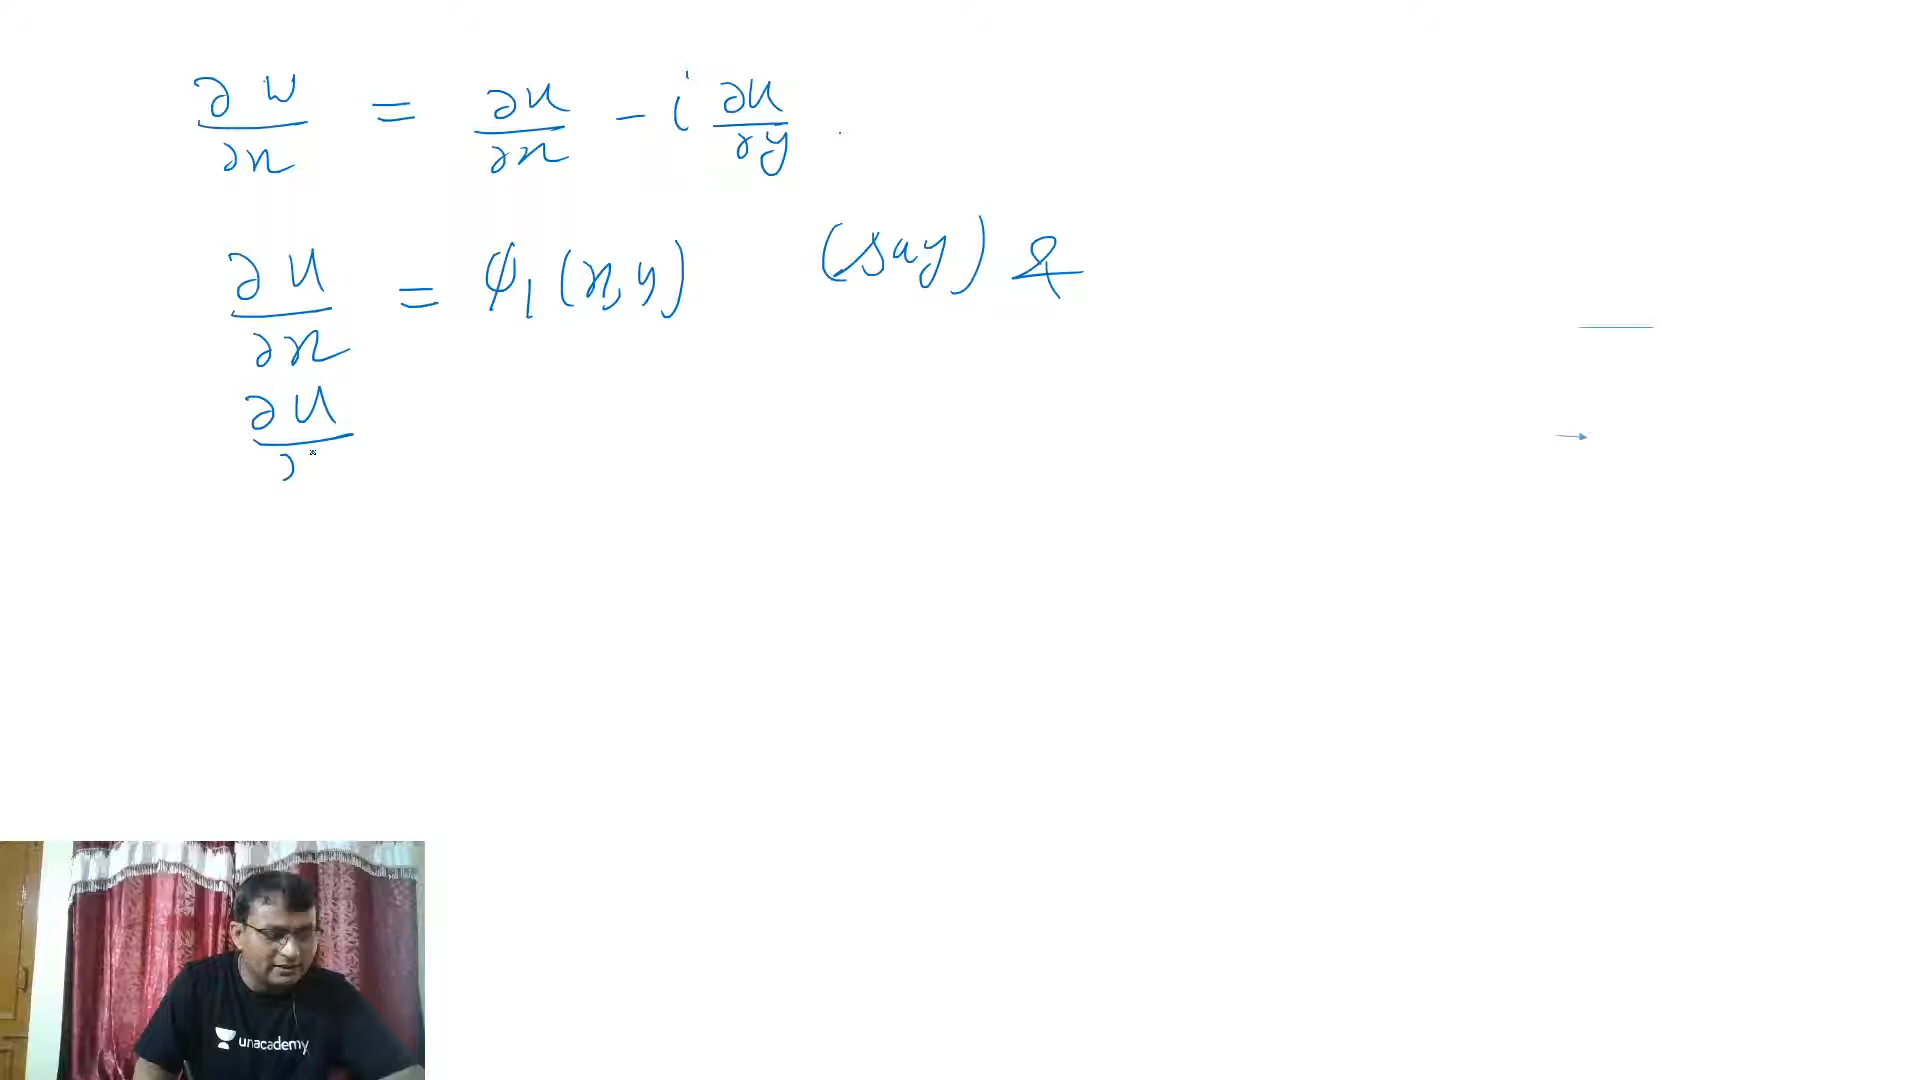 ∂w/∂x = ∂u/∂x - i ∂u/∂y
∂u/∂x = ϕ₁(x,y) (say) &
∂u/∂
unacademy